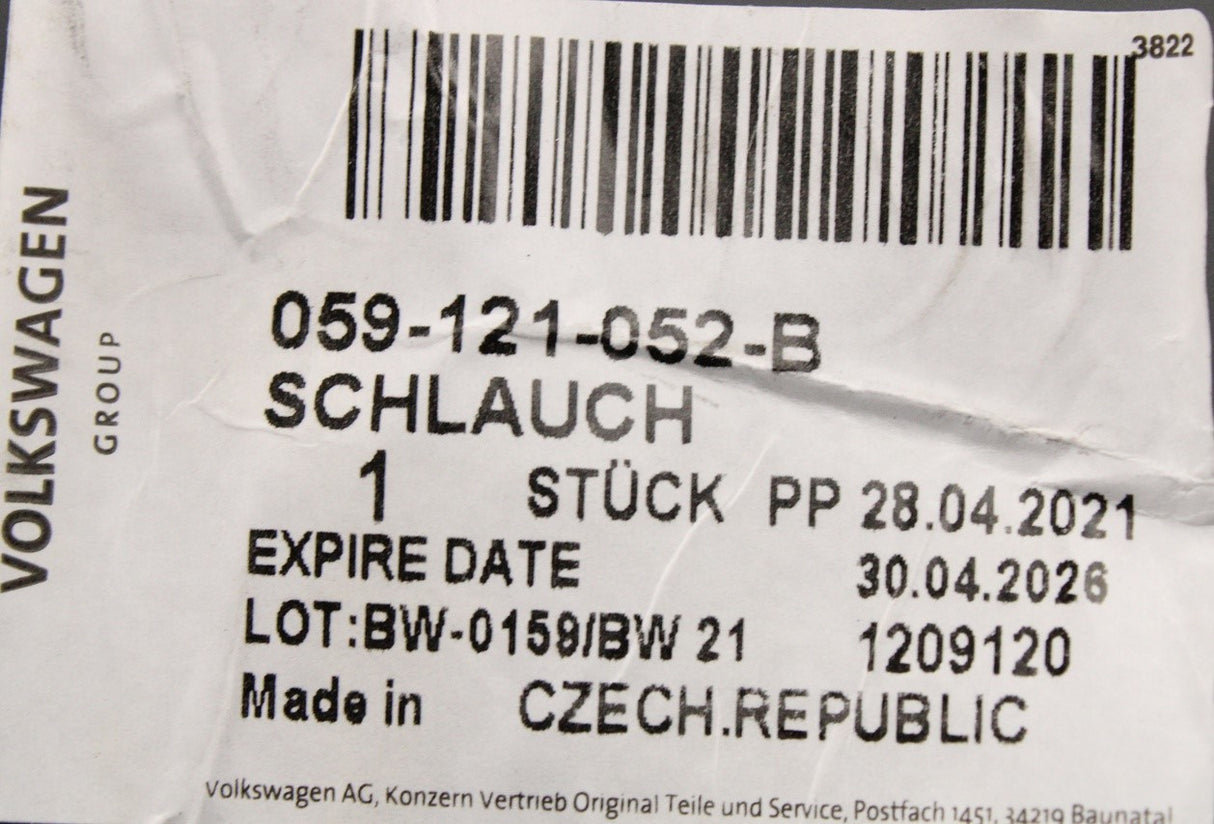 3822
VOLKSWAGEN
GROUP
059-121-052-B
SCHLAUCH
1 STÜCK PP 28.04.2021
EXPIRE DATE 30.04.2026
LOT:BW-0159/BW 21 1209120
Made in CZECH.REPUBLIC
Volkswagen AG, Konzern Vertrieb Original Teile und Service, Postfach 1451, 34219 Baunatal